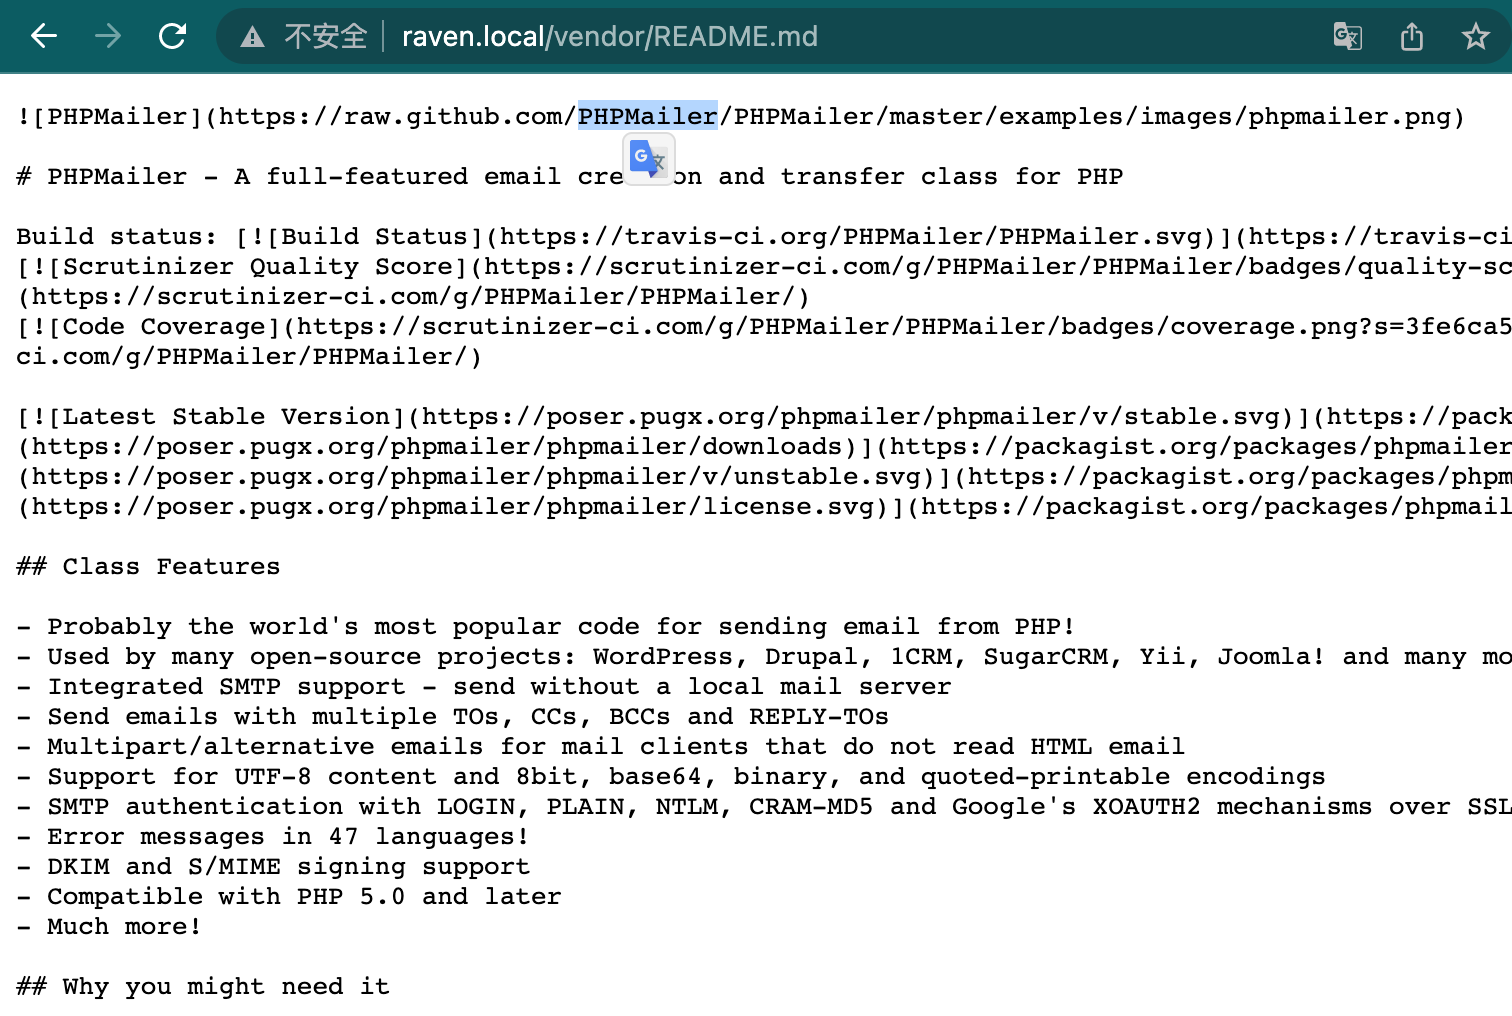 不安全 raven.local/vendor/README.md
![PHPMailer](https://raw.github.com/PHPMailer/PHPMailer/master/examples/images/phpmailer.png)
# PHPMailer - A full-featured email cre on and transfer class for PHP
Build status: [![Build Status](https://travis-ci.org/PHPMailer/PHPMailer.svg)](https://travis-ci
[![Scrutinizer Quality Score](https://scrutinizer-ci.com/g/PHPMailer/PHPMailer/badges/quality-sc
(https://scrutinizer-ci.com/g/PHPMailer/PHPMailer/)
[![Code Coverage](https://scrutinizer-ci.com/g/PHPMailer/PHPMailer/badges/coverage.png?s=3fe6ca5
ci.com/g/PHPMailer/PHPMailer/)
[![Latest Stable Version](https://poser.pugx.org/phpmailer/phpmailer/v/stable.svg)](https://pack
(https://poser.pugx.org/phpmailer/phpmailer/downloads)](https://packagist.org/packages/phpmailer
(https://poser.pugx.org/phpmailer/phpmailer/v/unstable.svg)](https://packagist.org/packages/phpm
(https://poser.pugx.org/phpmailer/phpmailer/license.svg)](https://packagist.org/packages/phpmail
## Class Features
- Probably the world's most popular code for sending email from PHP!
- Used by many open-source projects: WordPress, Drupal, 1CRM, SugarCRM, Yii, Joomla! and many mo
- Integrated SMTP support - send without a local mail server
- Send emails with multiple TOs, CCs, BCCs and REPLY-TOs
- Multipart/alternative emails for mail clients that do not read HTML email
- Support for UTF-8 content and 8bit, base64, binary, and quoted-printable encodings
- SMTP authentication with LOGIN, PLAIN, NTLM, CRAM-MD5 and Google's XOAUTH2 mechanisms over SSL
- Error messages in 47 languages!
- DKIM and S/MIME signing support
- Compatible with PHP 5.0 and later
- Much more!
## Why you might need it